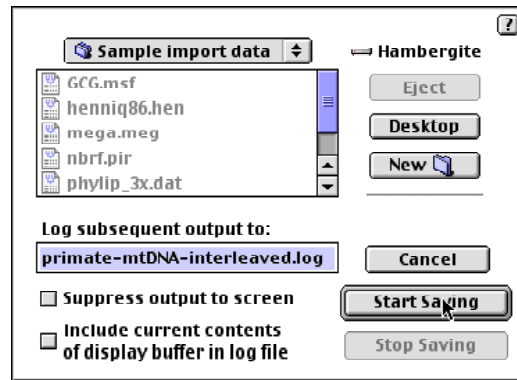 ?
Sample import data
Hambergite
GCG.msf
henniq86.hen
mega.meg
nbrf.pir
phylip_3x.dat
Eject
Desktop
New
Log subsequent output to:
primate-mtDNA-interleaved.log
Cancel
Suppress output to screen
Start Saving
Include current contents
of display buffer in log file
Stop Saving